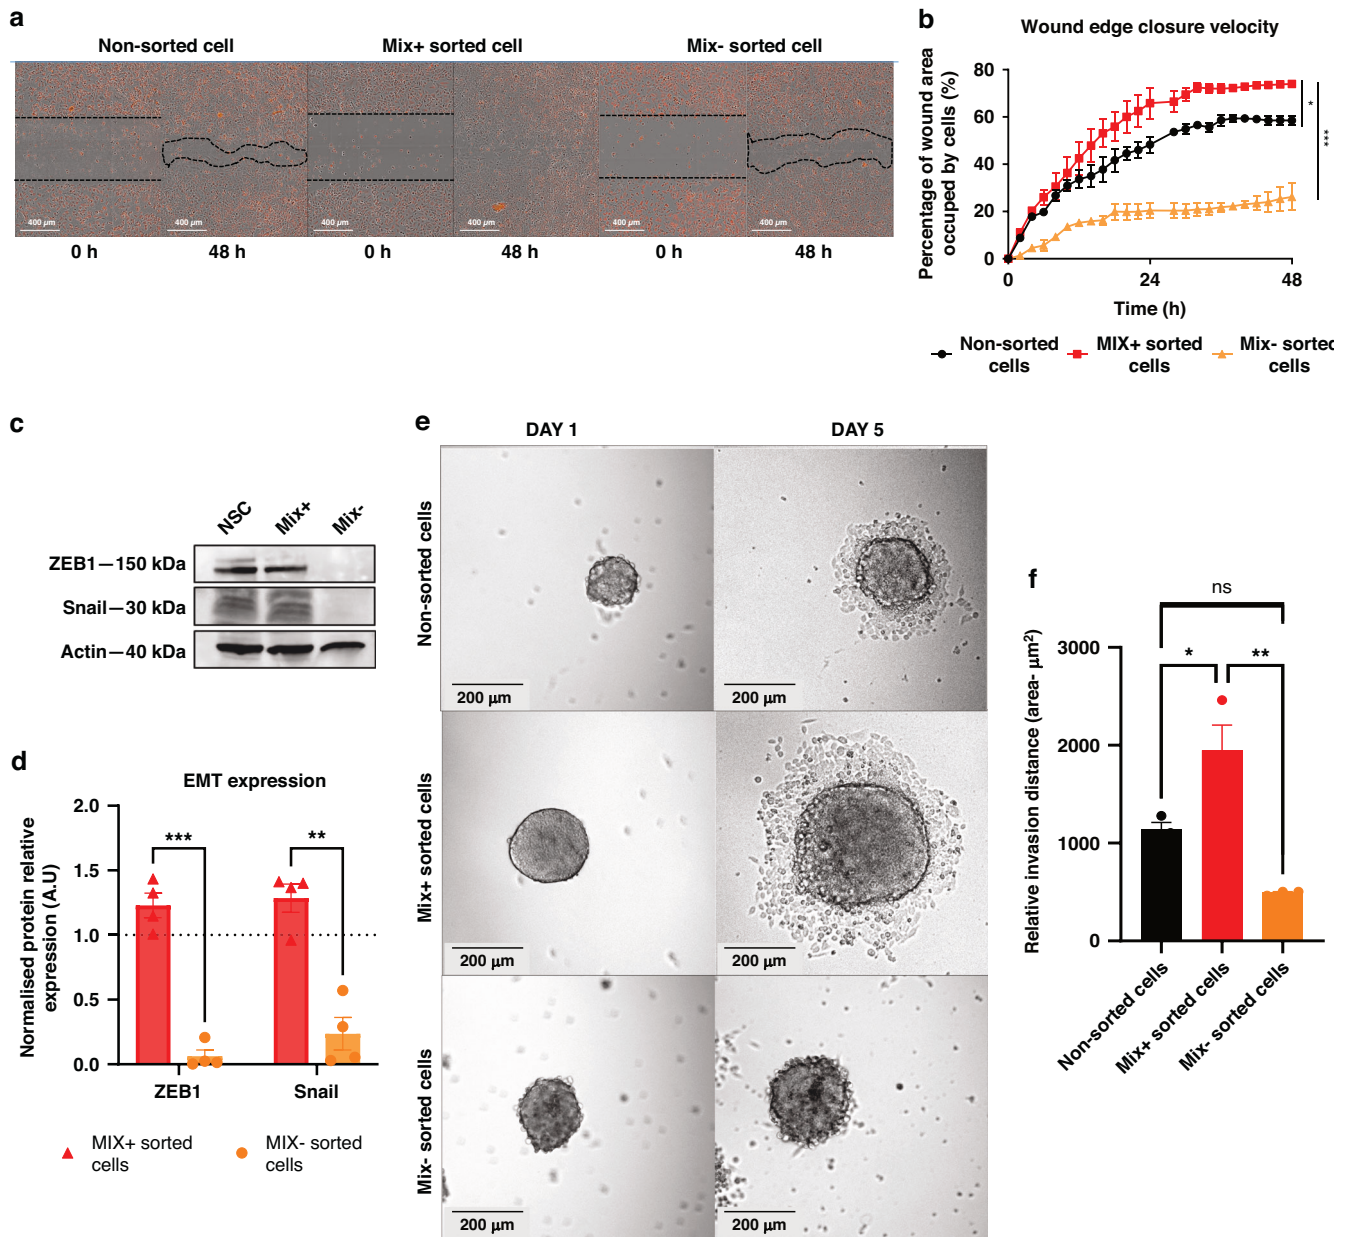 a
Non-sorted cell
Mix+ sorted cell
Mix- sorted cell
400 µm
400 µm
400 µm
400 µm
400 µm
400 µm
0 h
48 h
0 h
48 h
0 h
48 h
b
Wound edge closure velocity
Percentage of wound area
occuped by cells (%)
80
60
40
20
0
0
24
48
Time (h)
*
***
Non-sorted
cells
MIX+ sorted
cells
Mix- sorted
cells
c
NSC
Mix+
Mix-
ZEB1—150 kDa
Snail—30 kDa
Actin—40 kDa
d
EMT expression
Normalised protein relative
expression (A.U)
2.0
1.5
1.0
0.5
0.0
***
**
ZEB1
Snail
MIX+ sorted
cells
MIX- sorted
cells
e
DAY 1
DAY 5
Non-sorted cells
200 µm
200 µm
Mix+ sorted cells
200 µm
200 µm
Mix- sorted cells
200 µm
200 µm
f
ns
*
**
Relative invasion distance (area- µm²)
3000
2000
1000
0
Non-sorted cells
Mix+ sorted cells
Mix- sorted cells